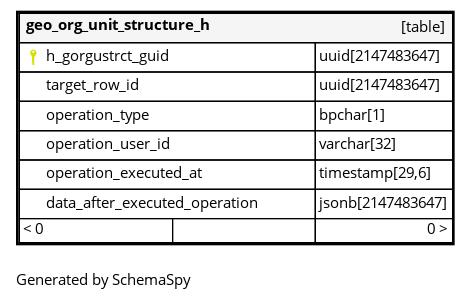 geo_org_unit_structure_h [table]
h_gorgustrct_guid uuid[2147483647]
target_row_id uuid[2147483647]
operation_type bpchar[1]
operation_user_id varchar[32]
operation_executed_at timestamp[29,6]
data_after_executed_operation jsonb[2147483647]
< 0 0 >
Generated by SchemaSpy